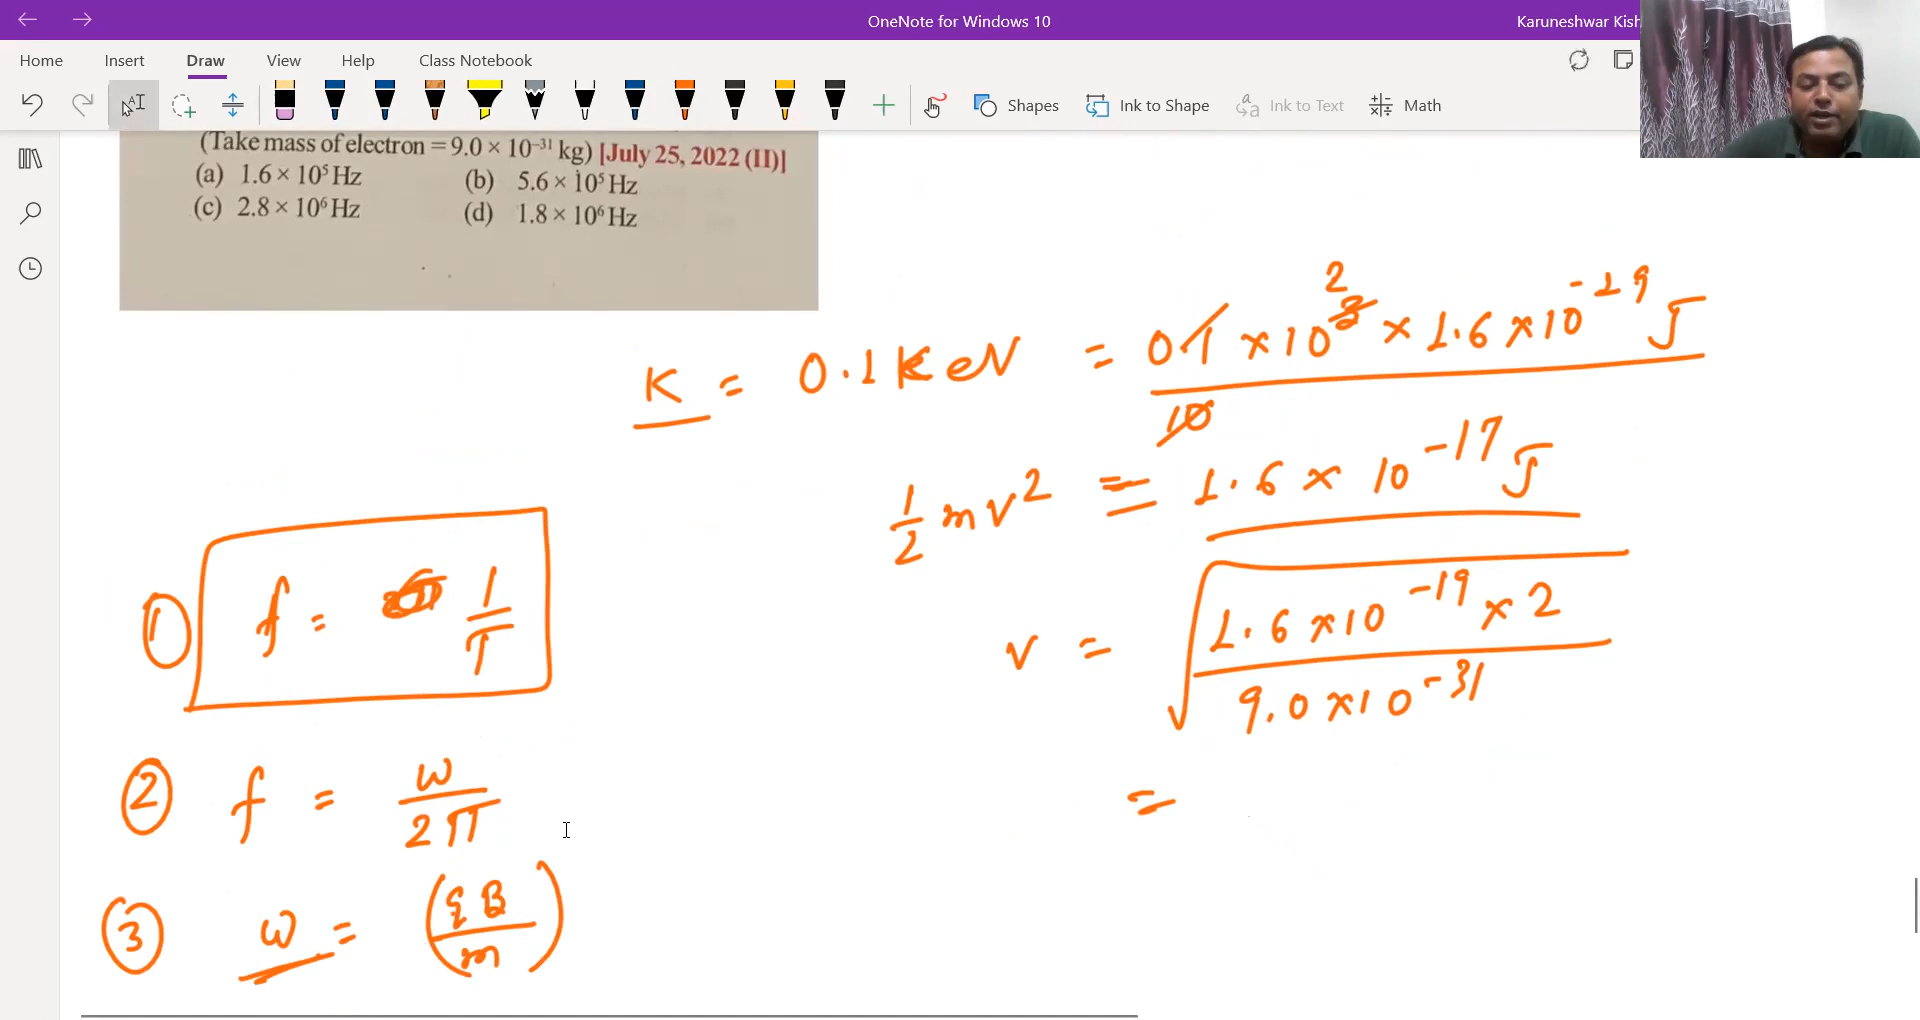 OneNote for Windows 10
Karuneshwar Kish
Home Insert Draw View Help Class Notebook
Shapes Ink to Shape Ink to Text Math
(Take mass of electron = 9.0 × 10⁻³¹ kg) [July 25, 2022 (II)]
(a) 1.6 × 10⁵ Hz (b) 5.6 × 10⁵ Hz
(c) 2.8 × 10⁶ Hz (d) 1.8 × 10⁶ Hz
K = 0.1 KeV = 01 × 10² × 1.6 × 10⁻¹⁹ J
10
1/2 mv² = 1.6 × 10⁻¹⁷ J
v = √(1.6 × 10⁻¹⁹ × 2 / 9.0 × 10⁻³¹)
=
① f = 1/T
② f = ω/2π
③ ω = (qB/m)